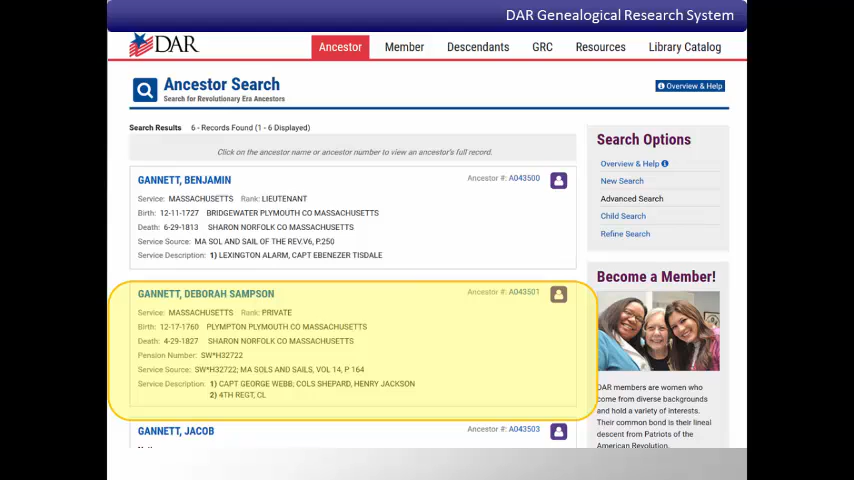 DAR Genealogical Research System
DAR
Ancestor Member Descendants GRC Resources Library Catalog
Ancestor Search
Search for Revolutionary Era Ancestors
Overview & Help
Search Results 6 - Records Found (1 - 6 Displayed)
Click on the ancestor name or ancestor number to view an ancestor's full record.
GANNETT, BENJAMIN Ancestor #: A043500
Service: MASSACHUSETTS Rank: LIEUTENANT
Birth: 12-11-1727 BRIDGEWATER PLYMOUTH CO MASSACHUSETTS
Death: 6-29-1813 SHARON NORFOLK CO MASSACHUSETTS
Service Source: MA SOL AND SAIL OF THE REV.V6, P.250
Service Description: 1) LEXINGTON ALARM, CAPT EBENEZER TISDALE
GANNETT, DEBORAH SAMPSON Ancestor #: A043501
Service: MASSACHUSETTS Rank: PRIVATE
Birth: 12-17-1760 PLYMPTON PLYMOUTH CO MASSACHUSETTS
Death: 4-29-1827 SHARON NORFOLK CO MASSACHUSETTS
Pension Number: SW*H32722
Service Source: SW*H32722; MA SOLS AND SAILS, VOL 14, P 164
Service Description: 1) CAPT GEORGE WEBB; COLS SHEPARD, HENRY JACKSON
2) 4TH REGT, CL
GANNETT, JACOB Ancestor #: A043503
Search Options
Overview & Help
New Search
Advanced Search
Child Search
Refine Search
Become a Member!
DAR members are women who
come from diverse backgrounds
and hold a variety of interests.
Their common bond is their lineal
descent from Patriots of the
American Revolution.